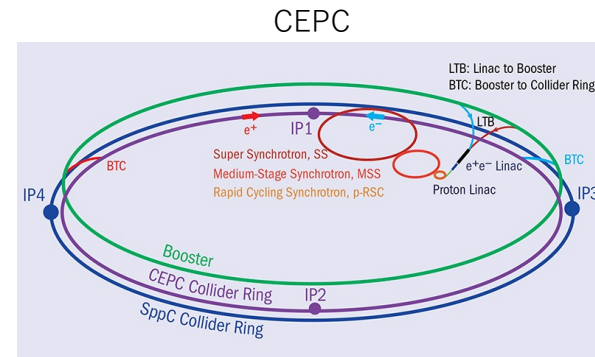 CEPC
LTB: Linac to Booster
BTC: Booster to Collider Ring
LTB
IP1
e+
e−
Super Synchrotron, SS
Medium-Stage Synchrotron, MSS
Rapid Cycling Synchrotron, p-RSC
e+e− Linac
Proton Linac
BTC
BTC
IP4
IP3
Booster
CEPC Collider Ring
IP2
SppC Collider Ring